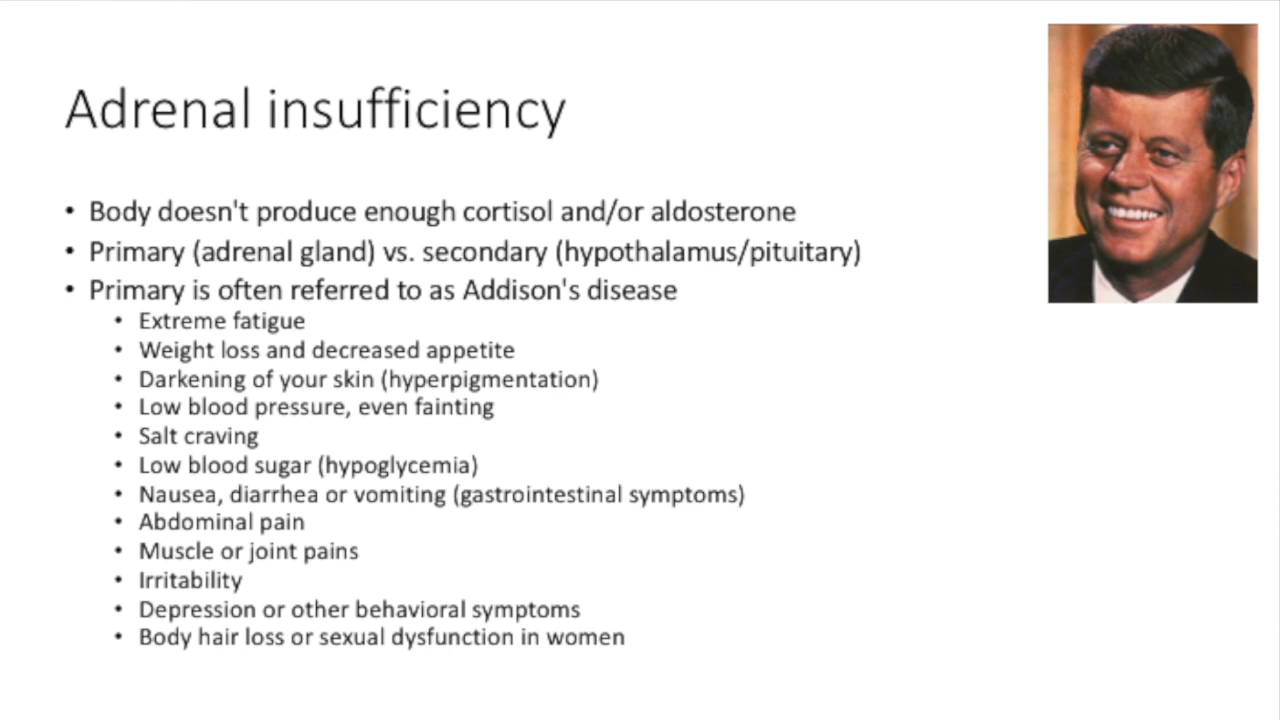 Adrenal insufficiency
• Body doesn't produce enough cortisol and/or aldosterone
• Primary (adrenal gland) vs. secondary (hypothalamus/pituitary)
• Primary is often referred to as Addison's disease
• Extreme fatigue
• Weight loss and decreased appetite
• Darkening of your skin (hyperpigmentation)
• Low blood pressure, even fainting
• Salt craving
• Low blood sugar (hypoglycemia)
• Nausea, diarrhea or vomiting (gastrointestinal symptoms)
• Abdominal pain
• Muscle or joint pains
• Irritability
• Depression or other behavioral symptoms
• Body hair loss or sexual dysfunction in women